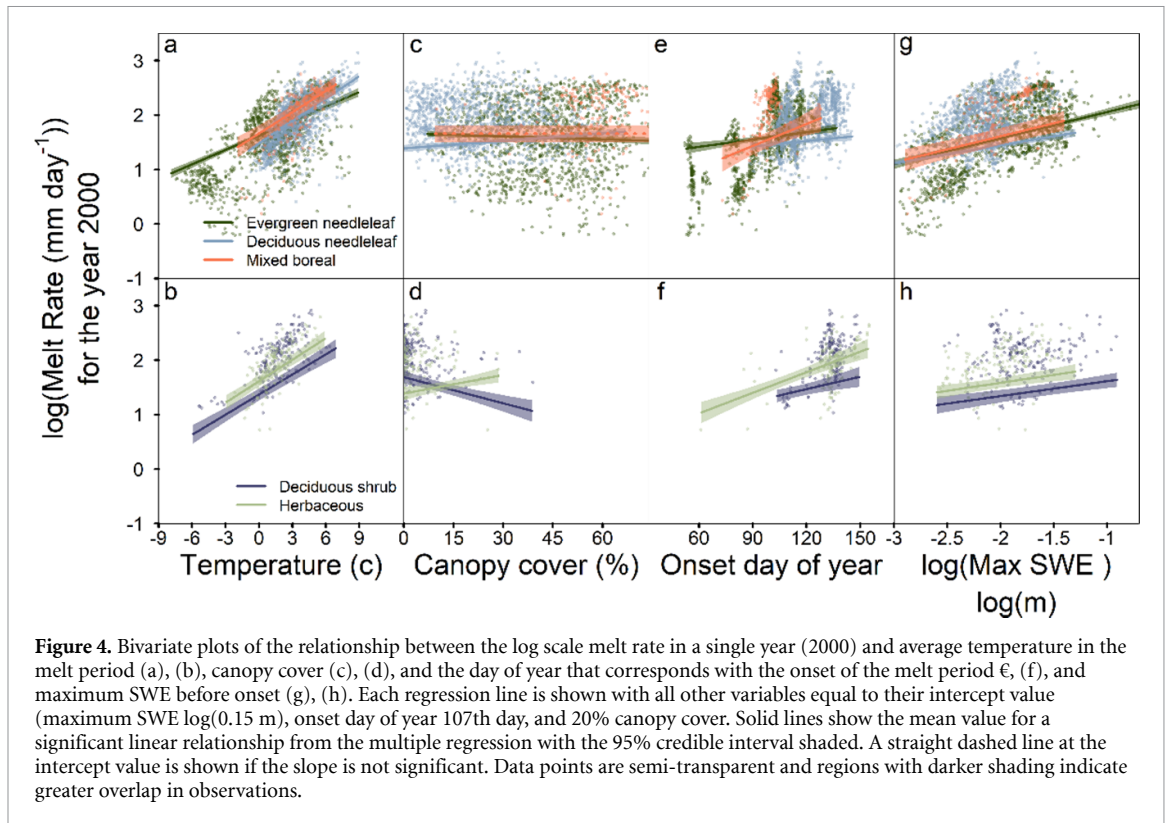 a
c
e
g
3
2
1
0
-1
Evergreen needleleaf
Deciduous needleleaf
Mixed boreal
log(Melt Rate (mm day-1))
for the year 2000
b
d
f
h
3
2
1
0
-1
Deciduous shrub
Herbaceous
-9 -6 -3 0 3 6 9
0 15 30 45 60
60 90 120 150
-3 -2.5 -2 -1.5 -1
Temperature (c)
Canopy cover (%)
Onset day of year
log(Max SWE )
log(m)
Figure 4. Bivariate plots of the relationship between the log scale melt rate in a single year (2000) and average temperature in the
melt period (a), (b), canopy cover (c), (d), and the day of year that corresponds with the onset of the melt period €, (f), and
maximum SWE before onset (g), (h). Each regression line is shown with all other variables equal to their intercept value
(maximum SWE log(0.15 m), onset day of year 107th day, and 20% canopy cover. Solid lines show the mean value for a
significant linear relationship from the multiple regression with the 95% credible interval shaded. A straight dashed line at the
intercept value is shown if the slope is not significant. Data points are semi-transparent and regions with darker shading indicate
greater overlap in observations.